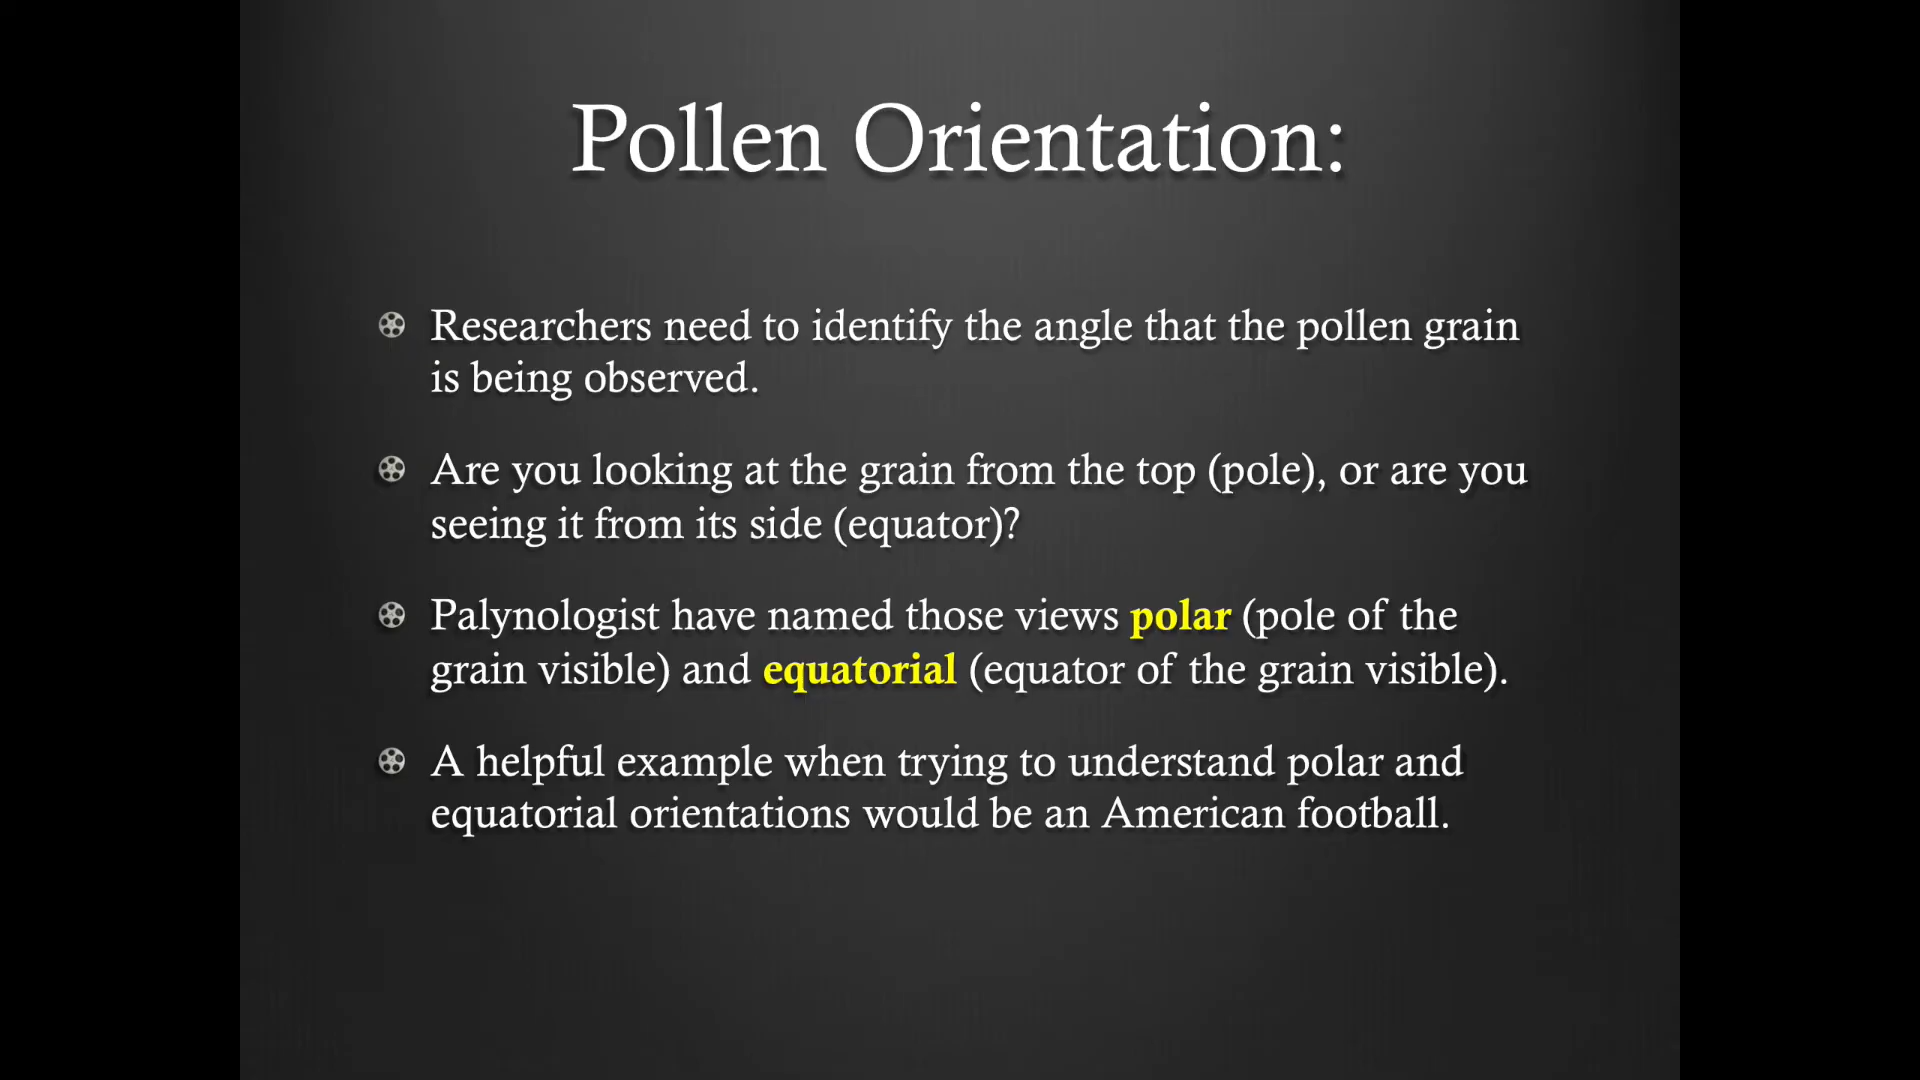 Pollen Orientation:
Researchers need to identify the angle that the pollen grain
is being observed.
Are you looking at the grain from the top (pole), or are you
seeing it from its side (equator)?
Palynologist have named those views polar (pole of the
grain visible) and equatorial (equator of the grain visible).
A helpful example when trying to understand polar and
equatorial orientations would be an American football.